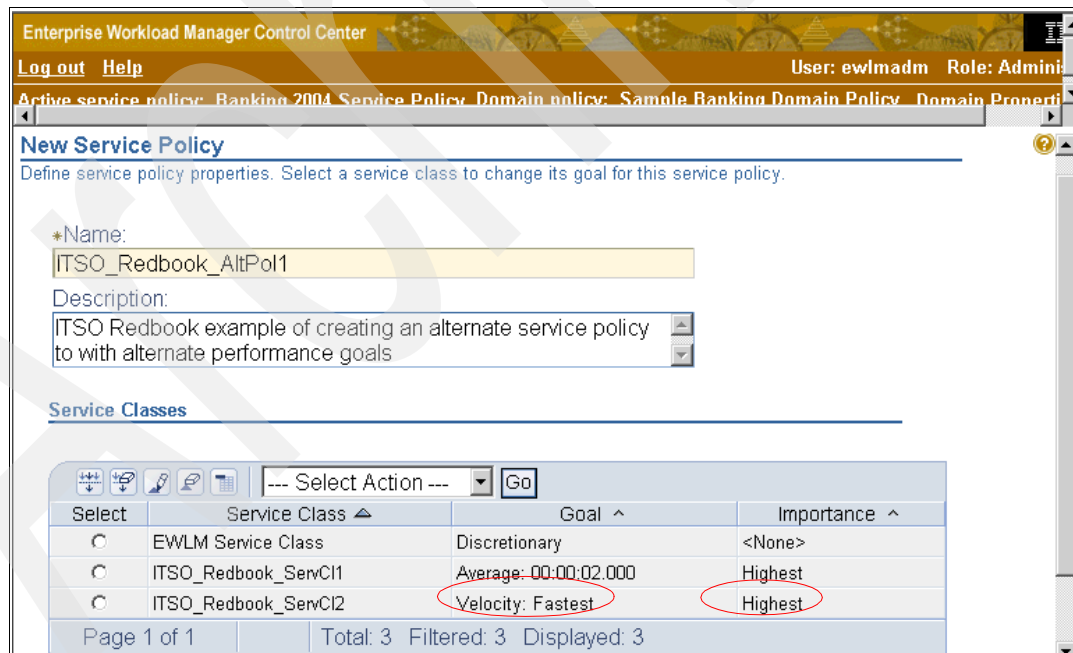 Enterprise Workload Manager Control Center
Log out Help User: ewlmadm Role: Adminis
Active service policy: Banking 2004 Service Policy Domain policy: Sample Banking Domain Policy Domain Properti
New Service Policy
Define service policy properties. Select a service class to change its goal for this service policy.
*Name:
ITSO_Redbook_AltPol1
Description:
ITSO Redbook example of creating an alternate service policy
to with alternate performance goals
Service Classes
--- Select Action --- Go
Select Service Class Goal Importance
EWLM Service Class Discretionary <None>
ITSO_Redbook_ServCl1 Average: 00:00:02.000 Highest
ITSO_Redbook_ServCl2 Velocity: Fastest Highest
Page 1 of 1 Total: 3 Filtered: 3 Displayed: 3